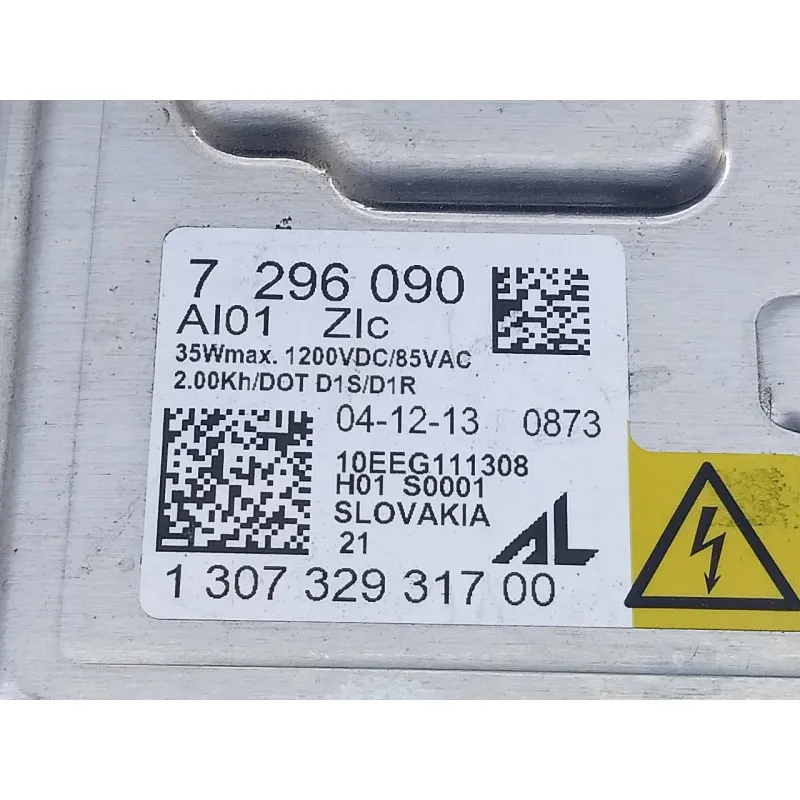 7 296 090
AI01 ZIc
35Wmax. 1200VDC/85VAC
2.00Kh/DOT D1S/D1R
04-12-13 0873
10EEG111308
H01 S0001
SLOVAKIA
21 AL
1 307 329 317 00